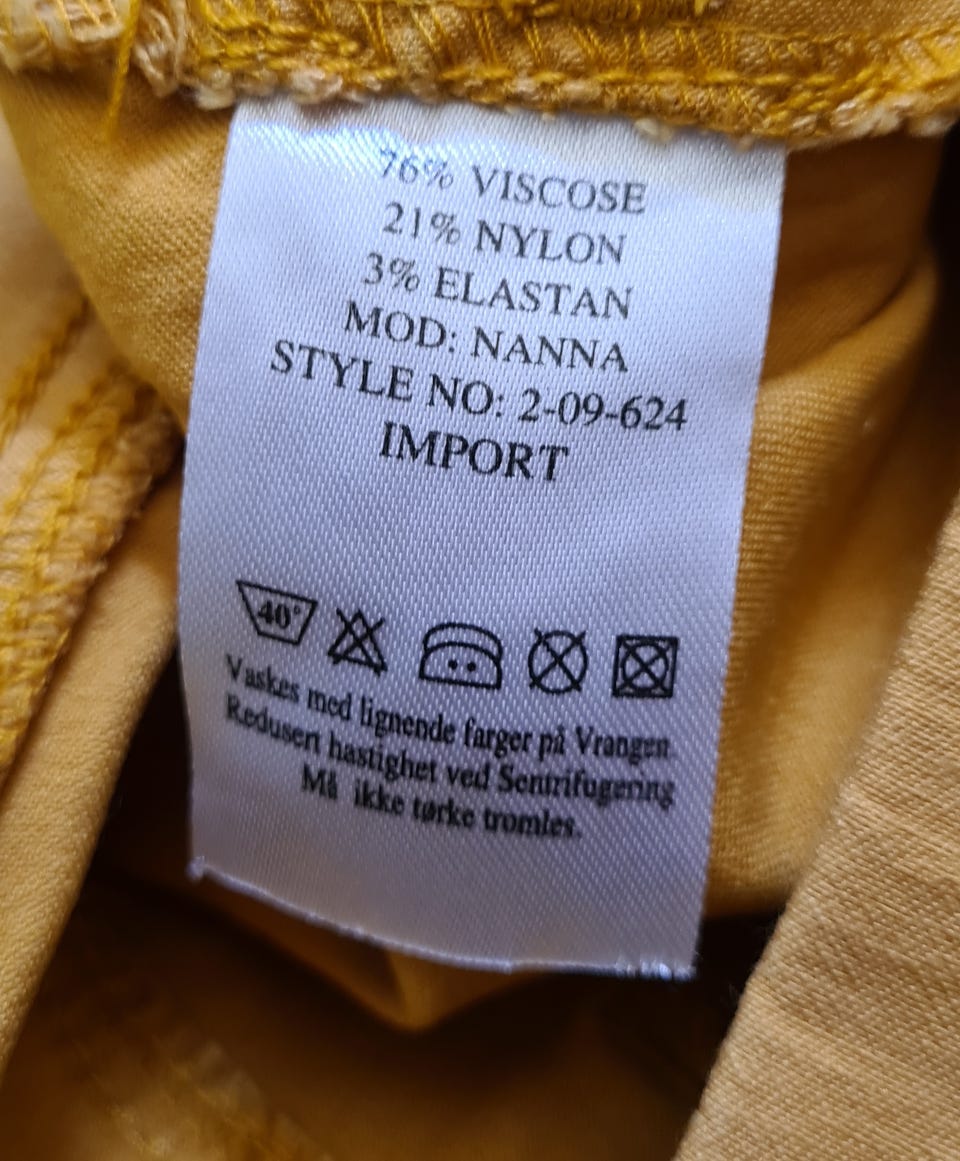 76% VISCOSE
21% NYLON
3% ELASTAN
MOD: NANNA
STYLE NO: 2-09-624
IMPORT
40°
Vaskes med lignende farger på Vrangen
Redusert hastighet ved Sentrifugering
Må ikke tørke tromles.